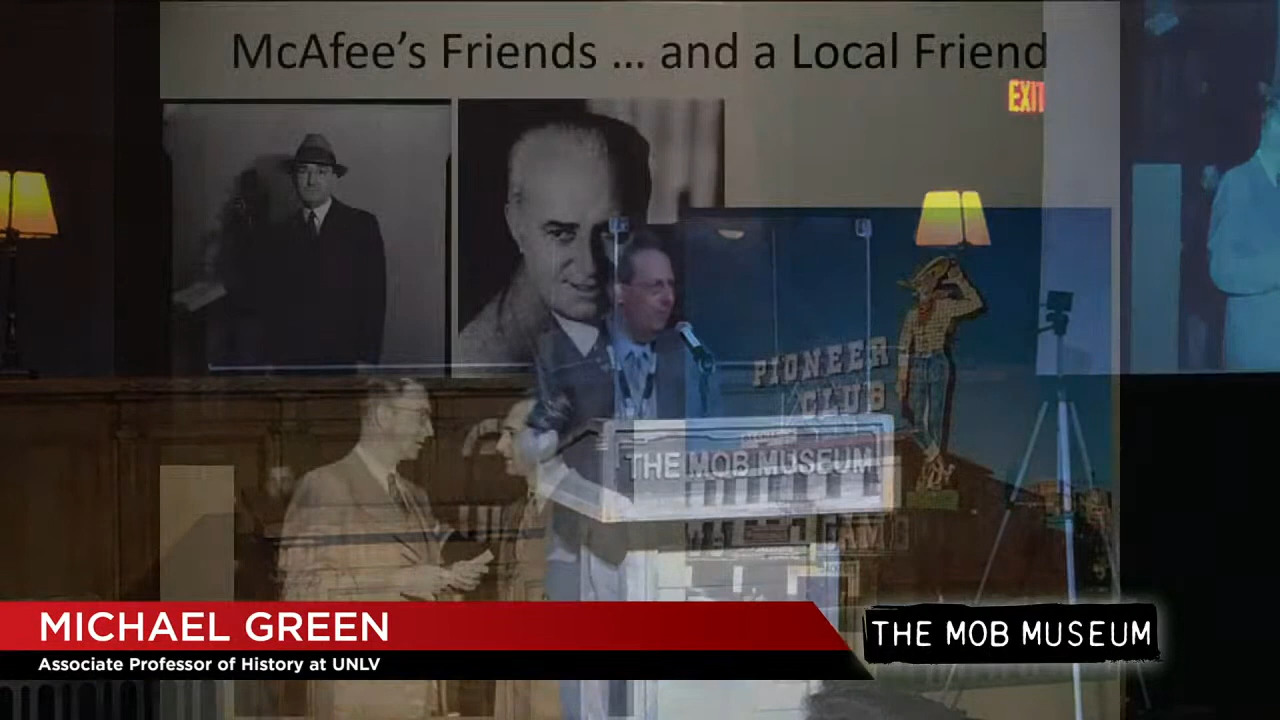 McAfee's Friends ... and a Local Friend
EXIT
PIONEER
CLUB
THE MOB MUSEUM
GAM
MICHAEL GREEN
Associate Professor of History at UNLV
THE MOB MUSEUM